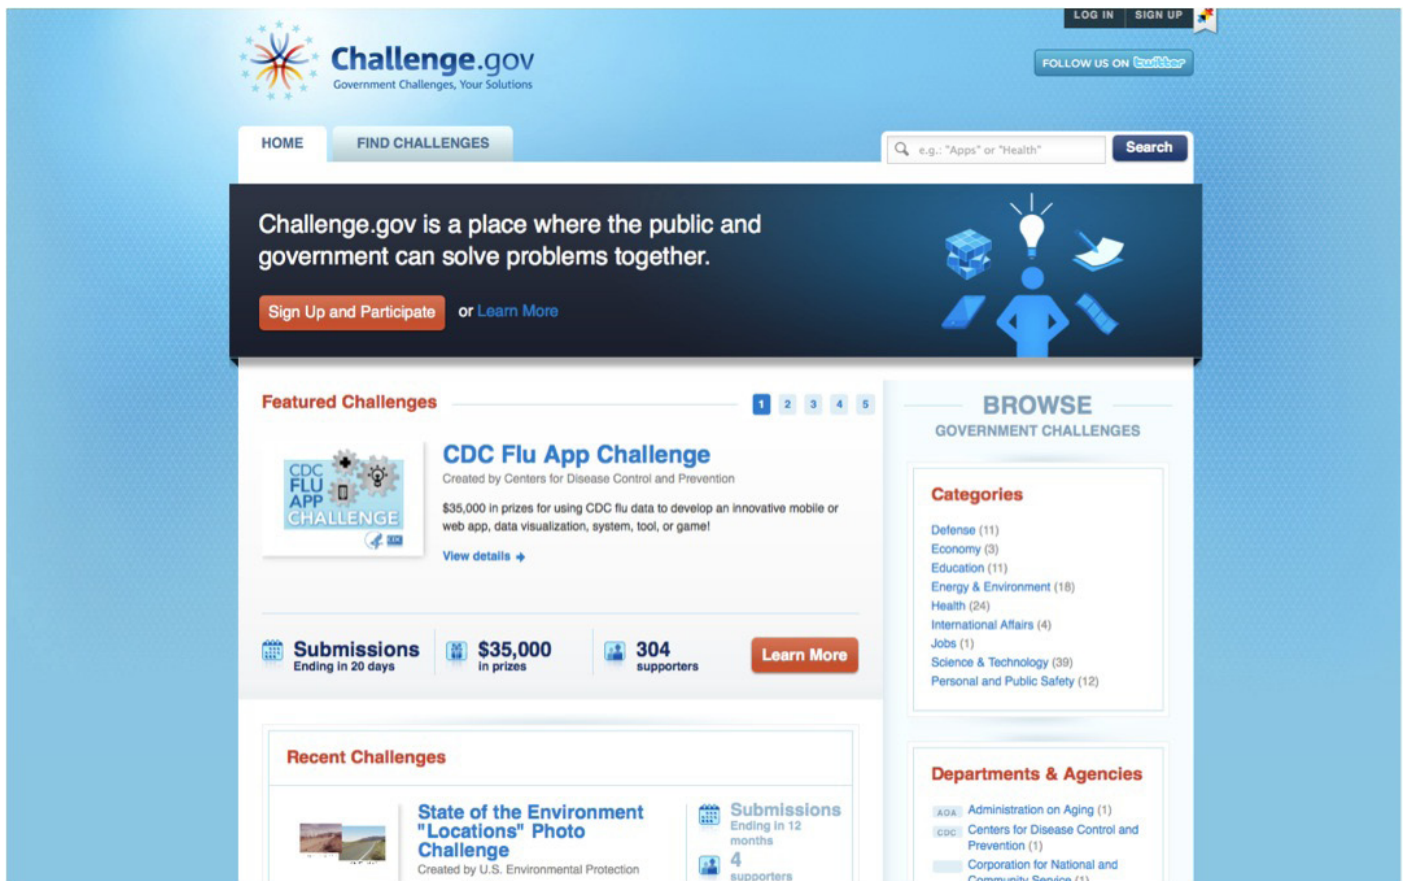 LOG IN
SIGN UP
Challenge.gov
Government Challenges, Your Solutions
FOLLOW US ON twitter
HOME
FIND CHALLENGES
e.g.: "Apps" or "Health"
Search
Challenge.gov is a place where the public and
government can solve problems together.
Sign Up and Participate
or Learn More
Featured Challenges
1 2 3 4 5
CDC
FLU
APP
CHALLENGE
CDC Flu App Challenge
Created by Centers for Disease Control and Prevention
$35,000 in prizes for using CDC flu data to develop an innovative mobile or
web app, data visualization, system, tool, or game!
View details
Submissions
Ending in 20 days
$35,000
in prizes
304
supporters
Learn More
Recent Challenges
State of the Environment
"Locations" Photo
Challenge
Created by U.S. Environmental Protection
Submissions
Ending in 12
months
4
supporters
BROWSE
GOVERNMENT CHALLENGES
Categories
Defense (11)
Economy (3)
Education (11)
Energy & Environment (18)
Health (24)
International Affairs (4)
Jobs (1)
Science & Technology (39)
Personal and Public Safety (12)
Departments & Agencies
AOA Administration on Aging (1)
CDC Centers for Disease Control and
Prevention (1)
Corporation for National and
Community Service (1)